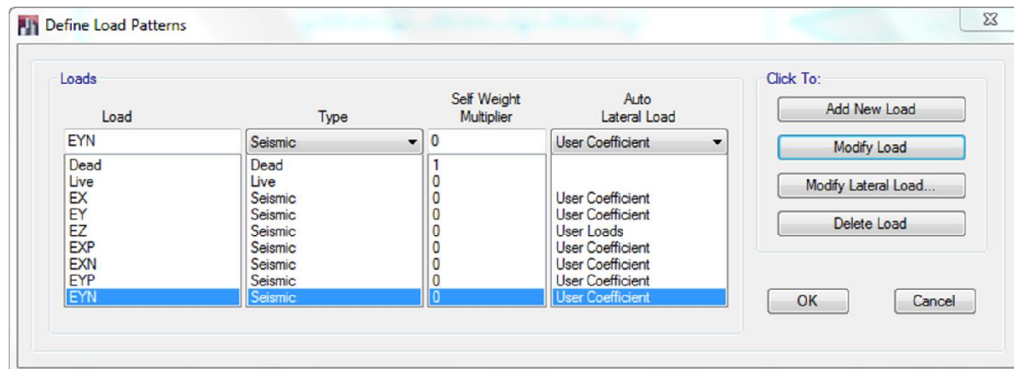 Define Load Patterns
Loads
Click To:
Load Type Self Weight Multiplier Auto Lateral Load
EYN Seismic 0 User Coefficient
Dead Dead 1
Live Live 0
EX Seismic 0 User Coefficient
EY Seismic 0 User Coefficient
EZ Seismic 0 User Loads
EXP Seismic 0 User Coefficient
EXN Seismic 0 User Coefficient
EYP Seismic 0 User Coefficient
EYN Seismic 0 User Coefficient
Add New Load
Modify Load
Modify Lateral Load...
Delete Load
OK Cancel